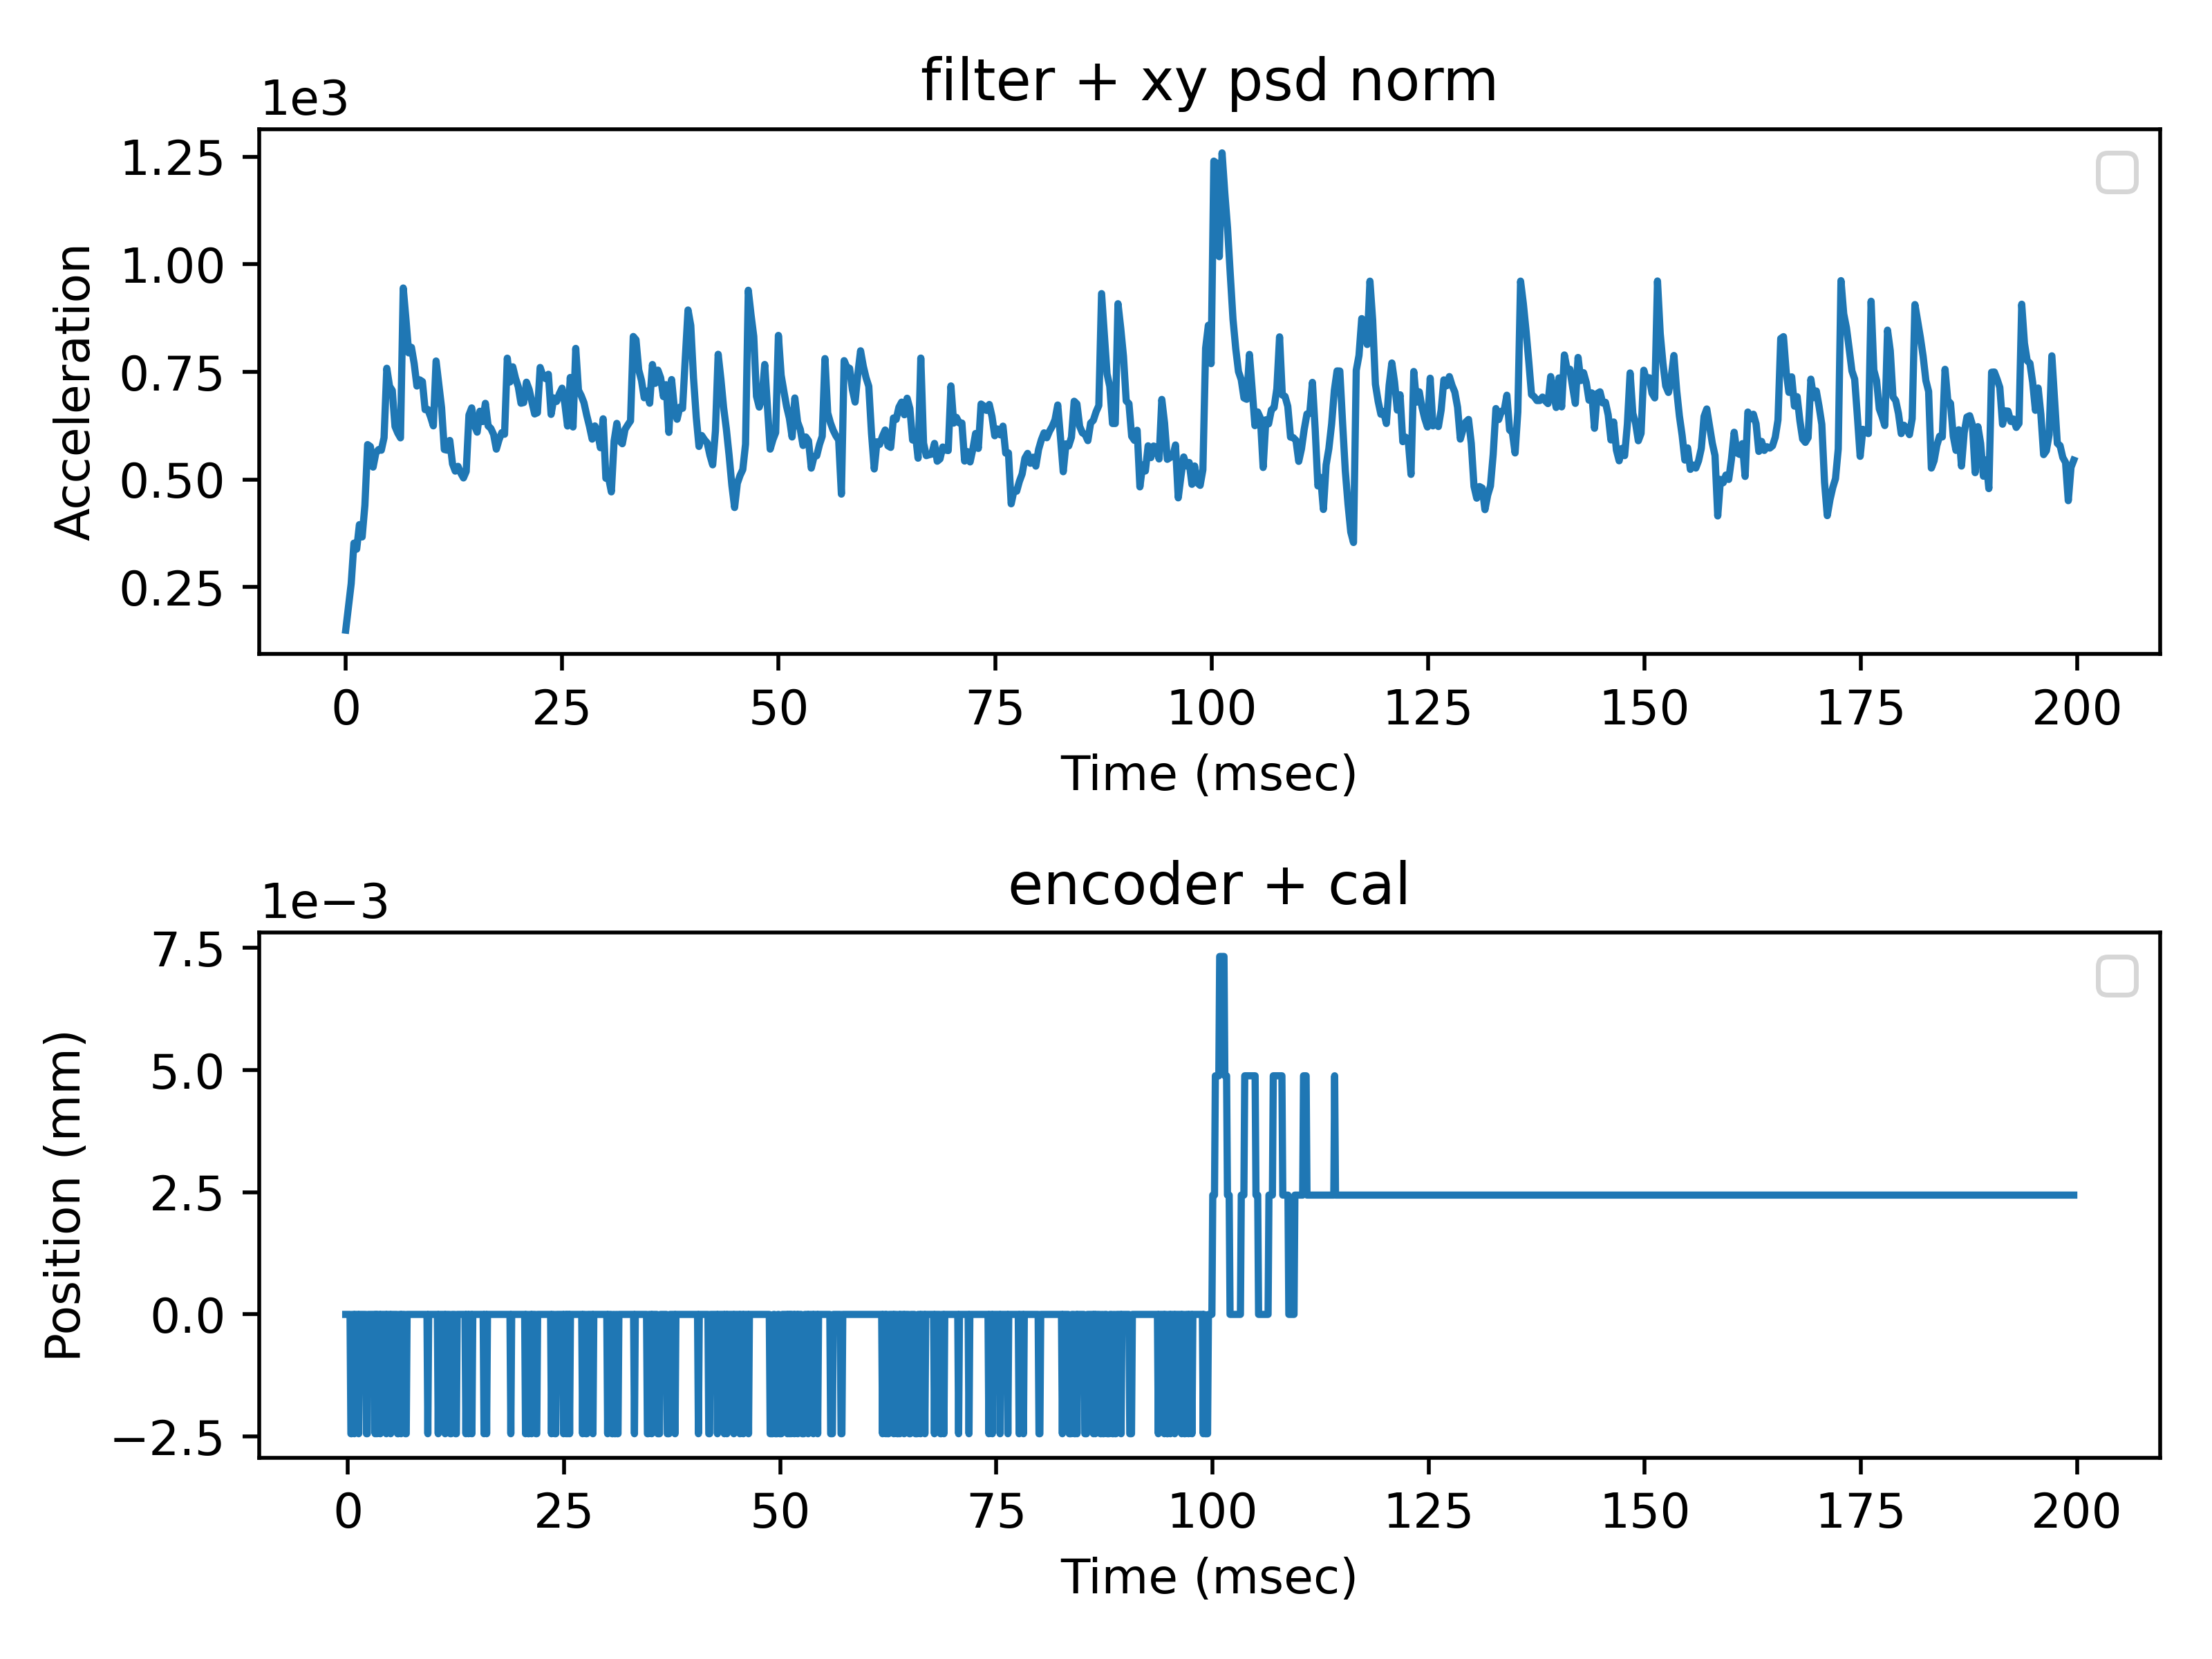 filter + xy psd norm
1e3
1.25
1.00
0.75
0.50
0.25
Acceleration
0 25 50 75 100 125 150 175 200
Time (msec)
encoder + cal
1e−3
7.5
5.0
2.5
0.0
−2.5
Position (mm)
0 25 50 75 100 125 150 175 200
Time (msec)